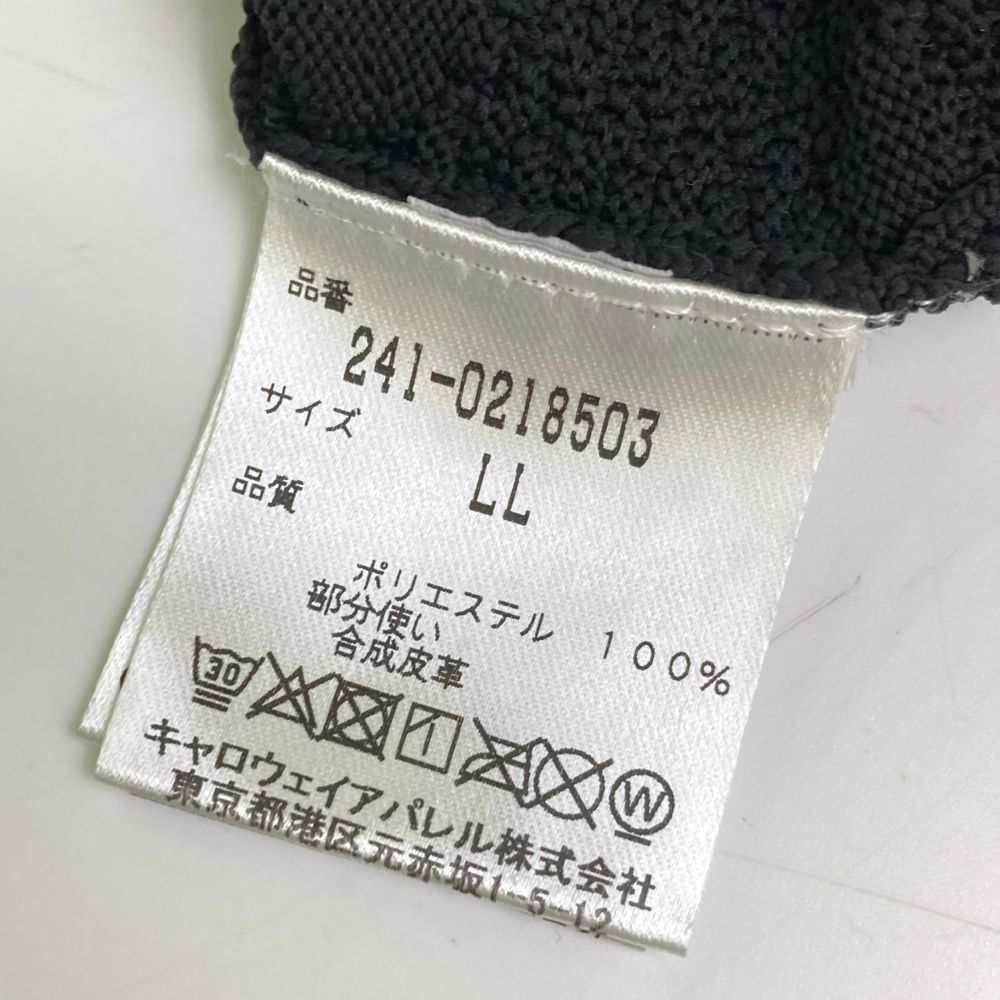 品番
241-0218503
サイズ
LL
品質
ポリエステル 100%
部分使い
合成皮革
30
W
キャロウェイアパレル株式会社
東京都港区元赤坂1-5-12